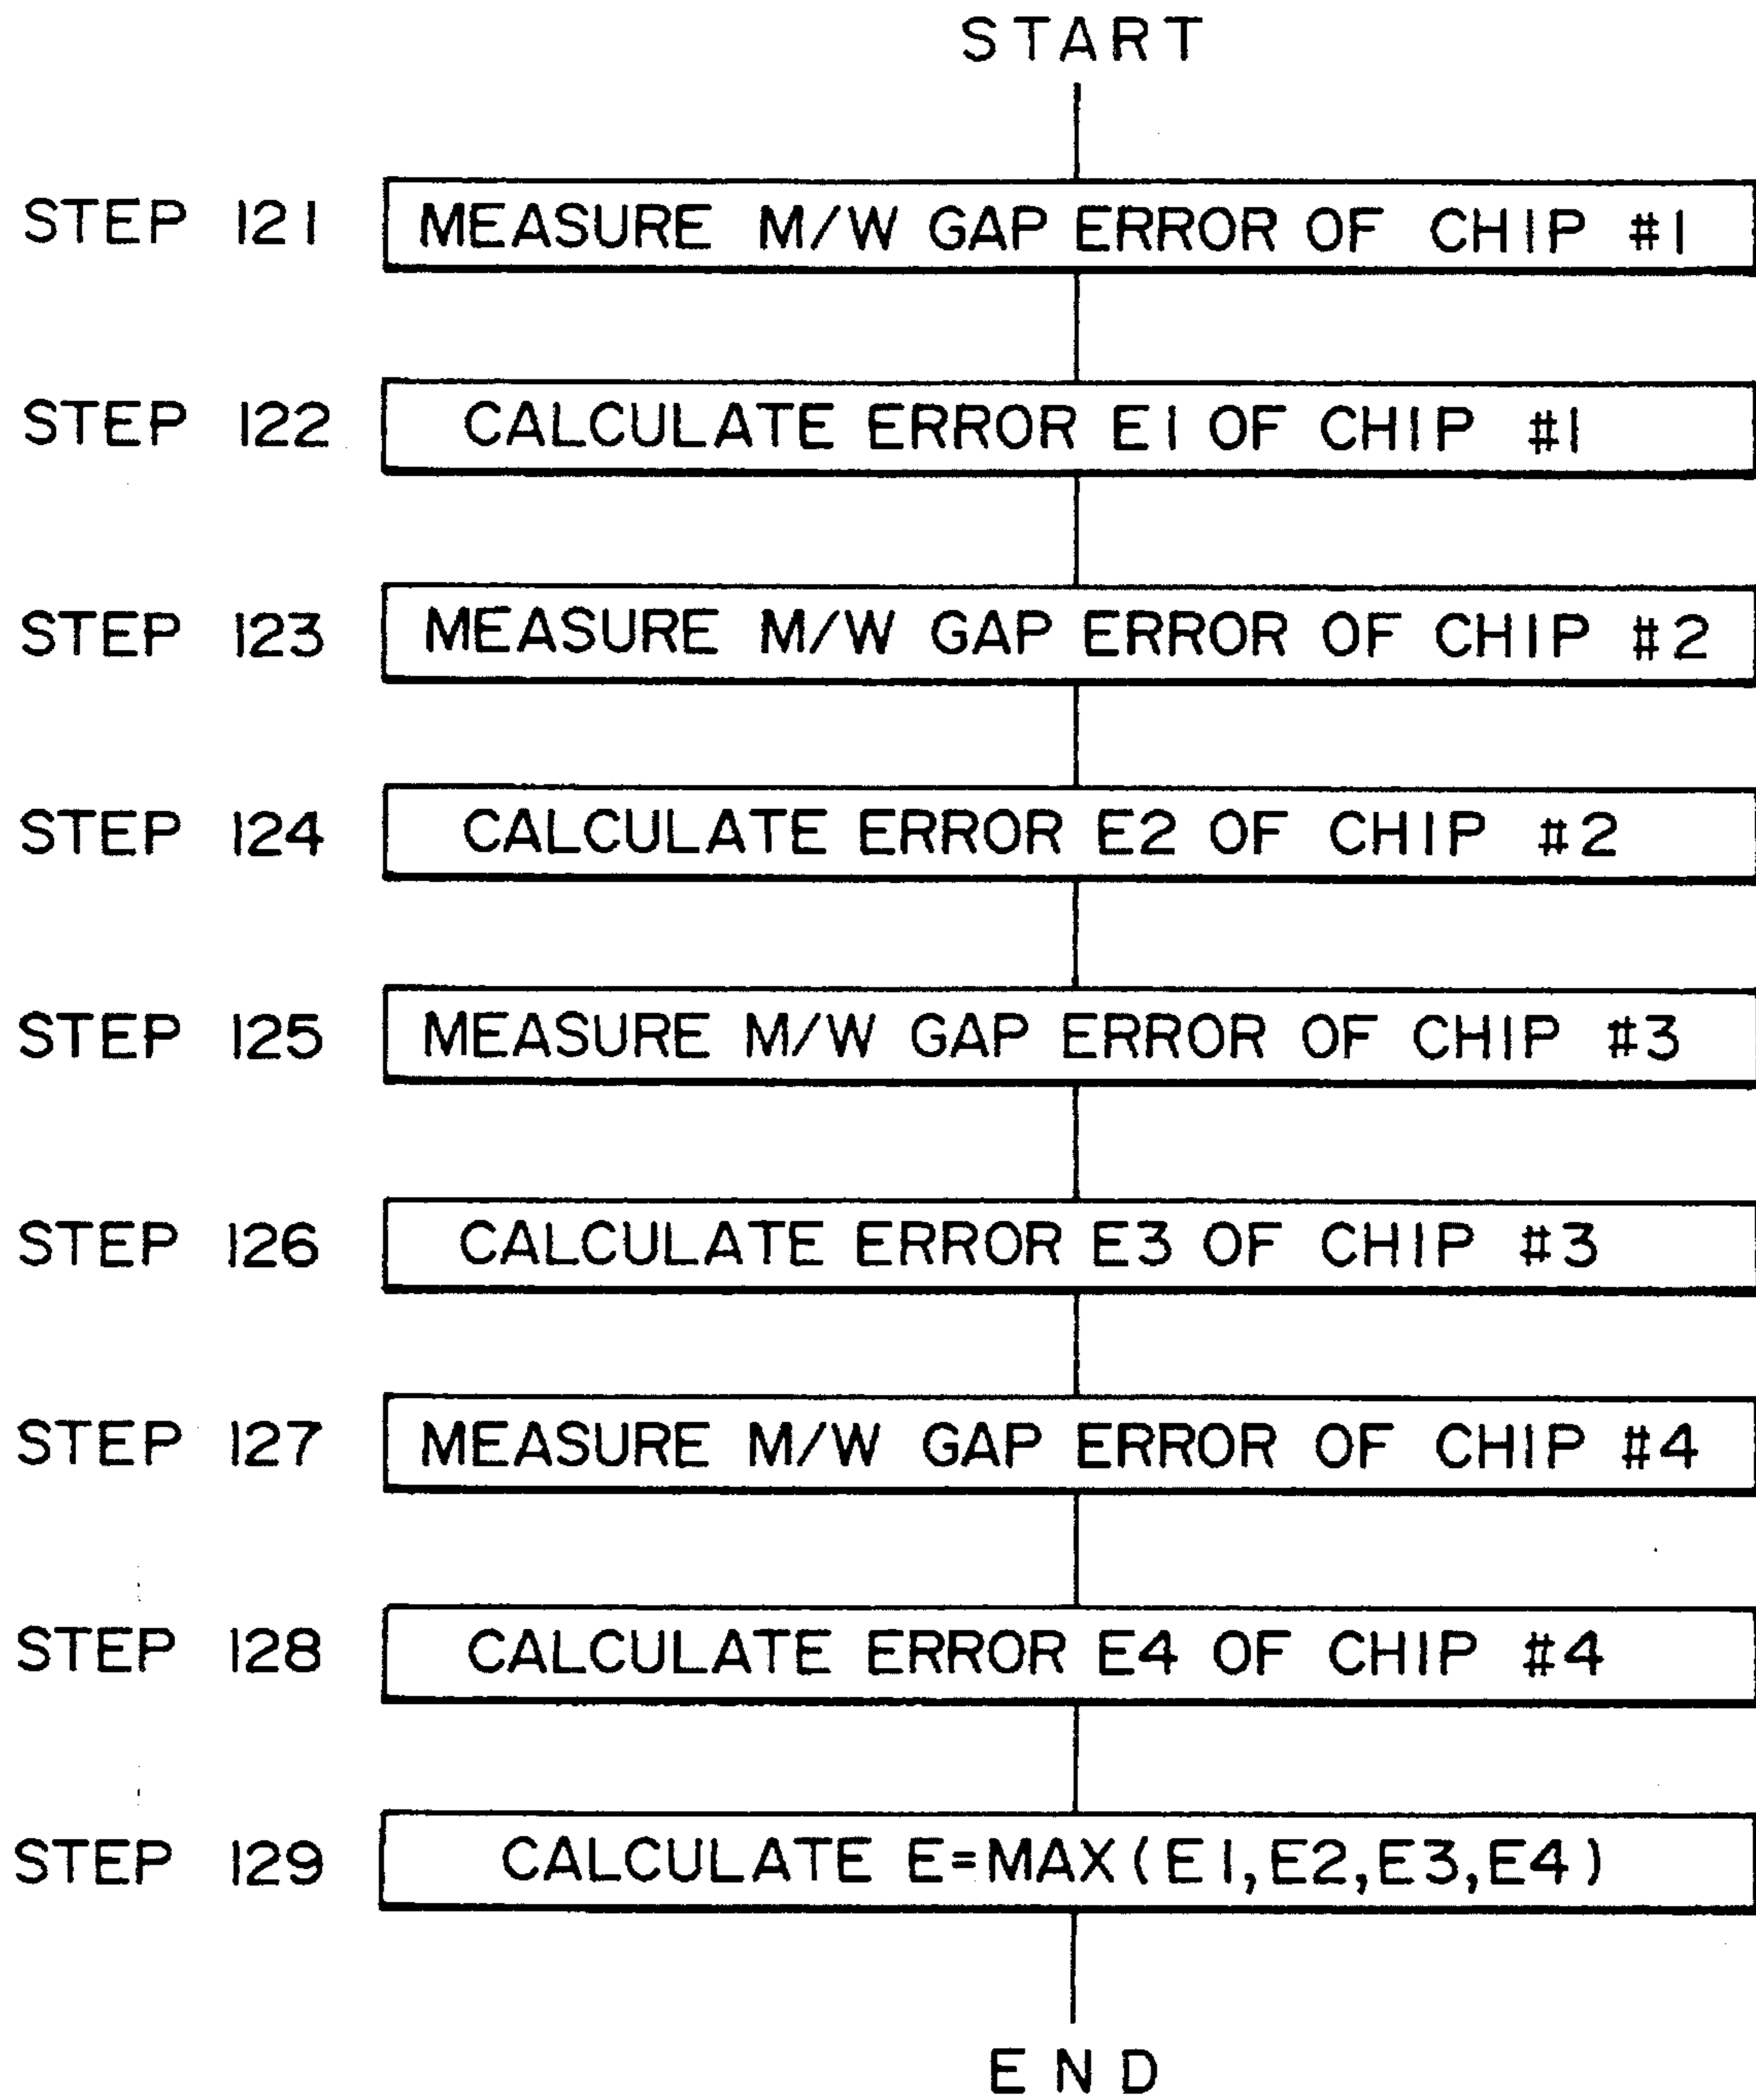 START
STEP 121 MEASURE M/W GAP ERROR OF CHIP #1
STEP 122 CALCULATE ERROR E1 OF CHIP #1
STEP 123 MEASURE M/W GAP ERROR OF CHIP #2
STEP 124 CALCULATE ERROR E2 OF CHIP #2
STEP 125 MEASURE M/W GAP ERROR OF CHIP #3
STEP 126 CALCULATE ERROR E3 OF CHIP #3
STEP 127 MEASURE M/W GAP ERROR OF CHIP #4
STEP 128 CALCULATE ERROR E4 OF CHIP #4
STEP 129 CALCULATE E=MAX(E1,E2,E3,E4)
END